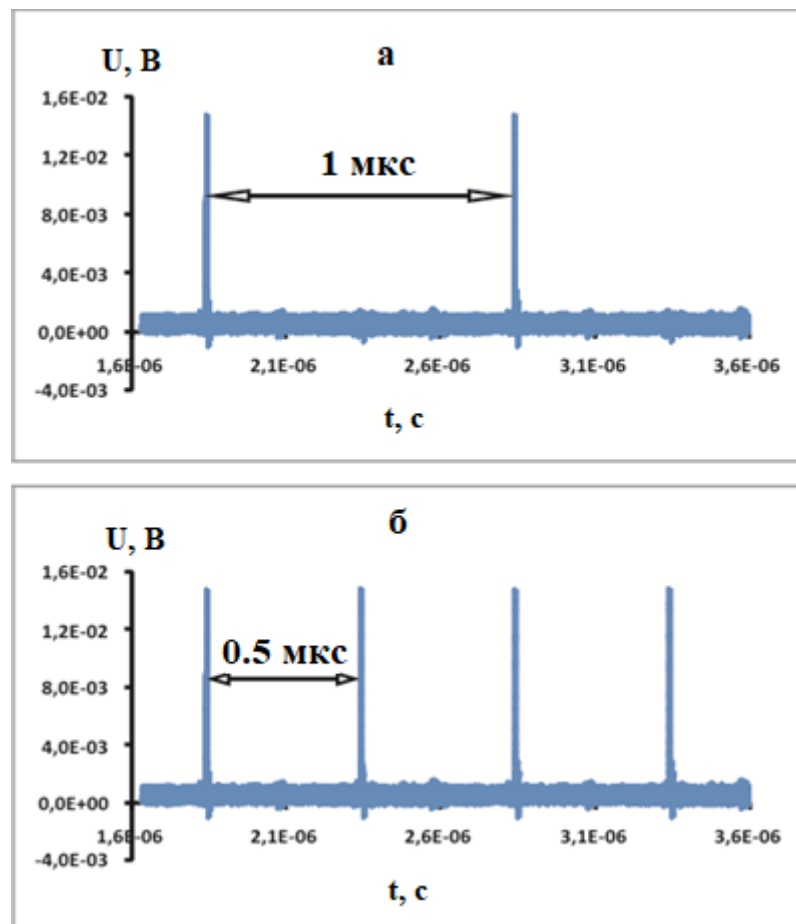 а
U, В
1,6E-02
1,2E-02
1 мкс
8,0E-03
4,0E-03
0,0E+00
1,6E-06 2,1E-06 2,6E-06 3,1E-06 3,6E-06
-4,0E-03
t, с
б
U, В
1,6E-02
1,2E-02
0.5 мкс
8,0E-03
4,0E-03
0,0E+00
1,6E-06 2,1E-06 2,6E-06 3,1E-06 3,6E-06
-4,0E-03
t, с